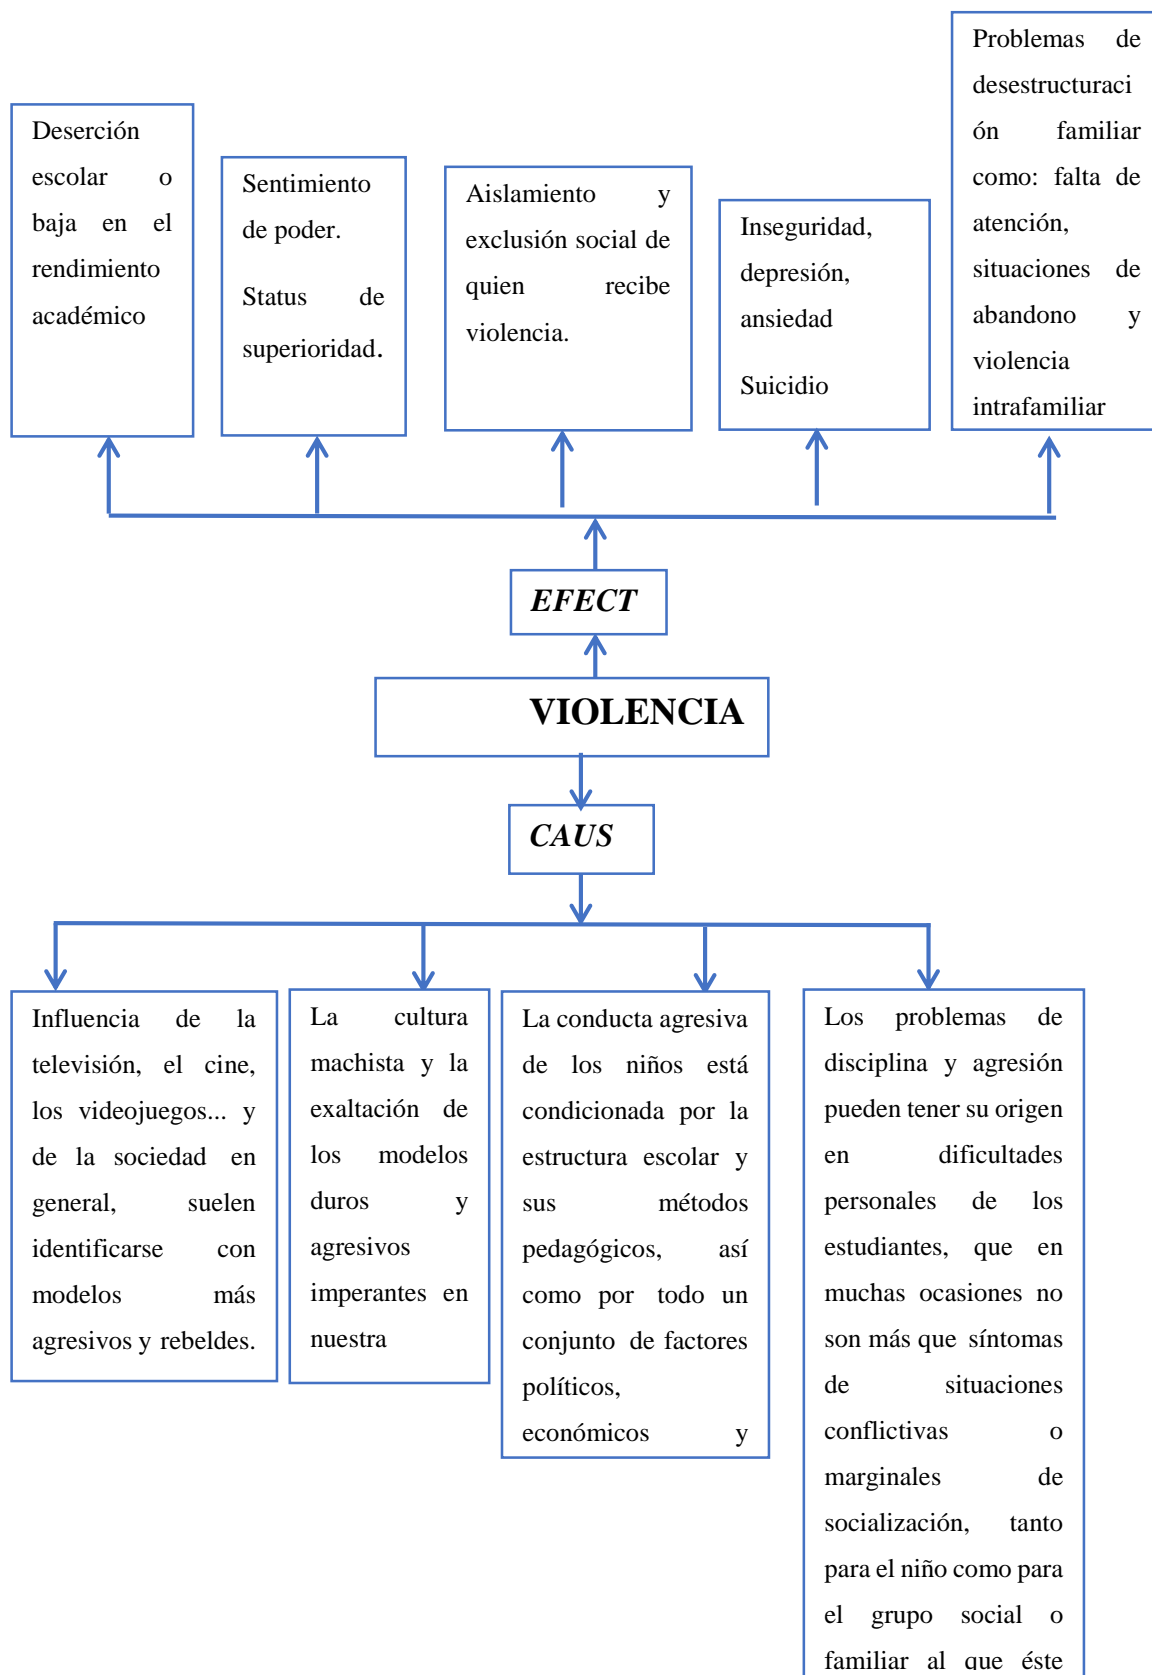 Deserción
escolar o
baja en el
rendimiento
académico
Sentimiento
de poder.
Status de
superioridad.
Aislamiento y
exclusión social de
quien recibe
violencia.
Inseguridad,
depresión,
ansiedad
Suicidio
Problemas de
desestructuraci
ón familiar
como: falta de
atención,
situaciones de
abandono y
violencia
intrafamiliar
EFECT
VIOLENCIA
CAUS
Influencia de la
televisión, el cine,
los videojuegos... y
de la sociedad en
general, suelen
identificarse con
modelos más
agresivos y rebeldes.
La cultura
machista y la
exaltación de
los modelos
duros y
agresivos
imperantes en
nuestra
La conducta agresiva
de los niños está
condicionada por la
estructura escolar y
sus métodos
pedagógicos, así
como por todo un
conjunto de factores
políticos,
económicos y
Los problemas de
disciplina y agresión
pueden tener su origen
en dificultades
personales de los
estudiantes, que en
muchas ocasiones no
son más que síntomas
de situaciones
conflictivas o
marginales de
socialización, tanto
para el niño como para
el grupo social o
familiar al que éste